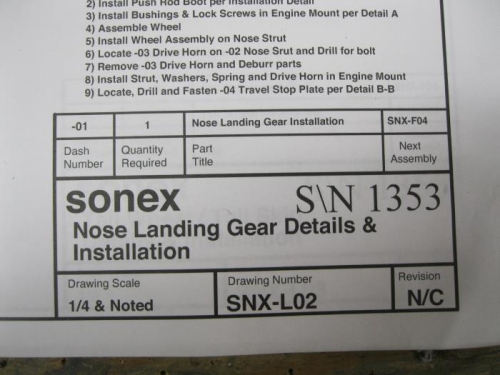 2) Install Push Rod Boot per Installation Detail
3) Install Bushings & Lock Screws in Engine Mount per Detail A
4) Assemble Wheel
5) Install Wheel Assembly on Nose Strut
6) Locate -03 Drive Horn on -02 Nose Srut and Drill for bolt
7) Remove -03 Drive Horn and Deburr parts
8) Install Strut, Washers, Spring and Drive Horn in Engine Mount
9) Locate, Drill and Fasten -04 Travel Stop Plate per Detail B-B
-01 1 Nose Landing Gear Installation SNX-F04
Dash Number Quantity Required Part Title Next Assembly
sonex S\N 1353
Nose Landing Gear Details &
Installation
Drawing Scale Drawing Number Revision
1/4 & Noted SNX-L02 N/C